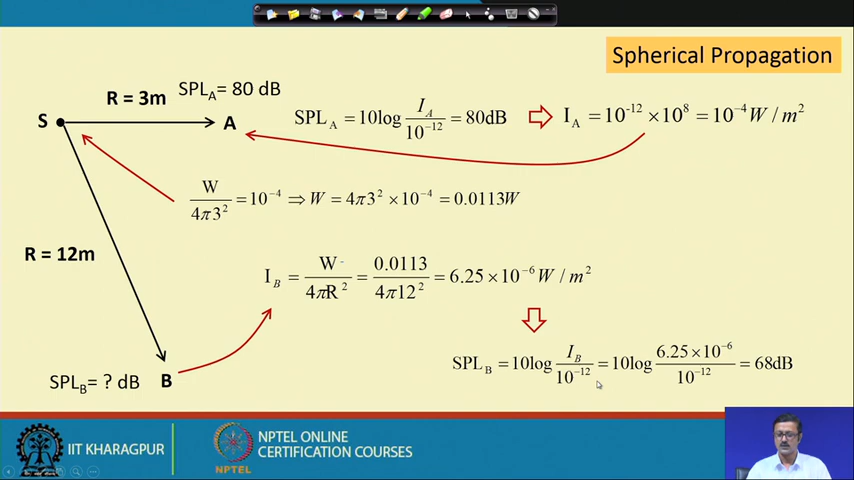 Spherical Propagation
R = 3m
SPL_A= 80 dB
S
A
SPL_A = 10log I_A / 10^-12 = 80dB
I_A = 10^-12 × 10^8 = 10^-4 W / m^2
W / 4π3^2 = 10^-4 ⇒ W = 4π3^2 × 10^-4 = 0.0113W
R = 12m
I_B = W / 4πR^2 = 0.0113 / 4π12^2 = 6.25 × 10^-6 W / m^2
SPL_B = 10log I_B / 10^-12 = 10log 6.25 × 10^-6 / 10^-12 = 68dB
SPL_B= ? dB
B
IIT KHARAGPUR
NPTEL
NPTEL ONLINE
CERTIFICATION COURSES